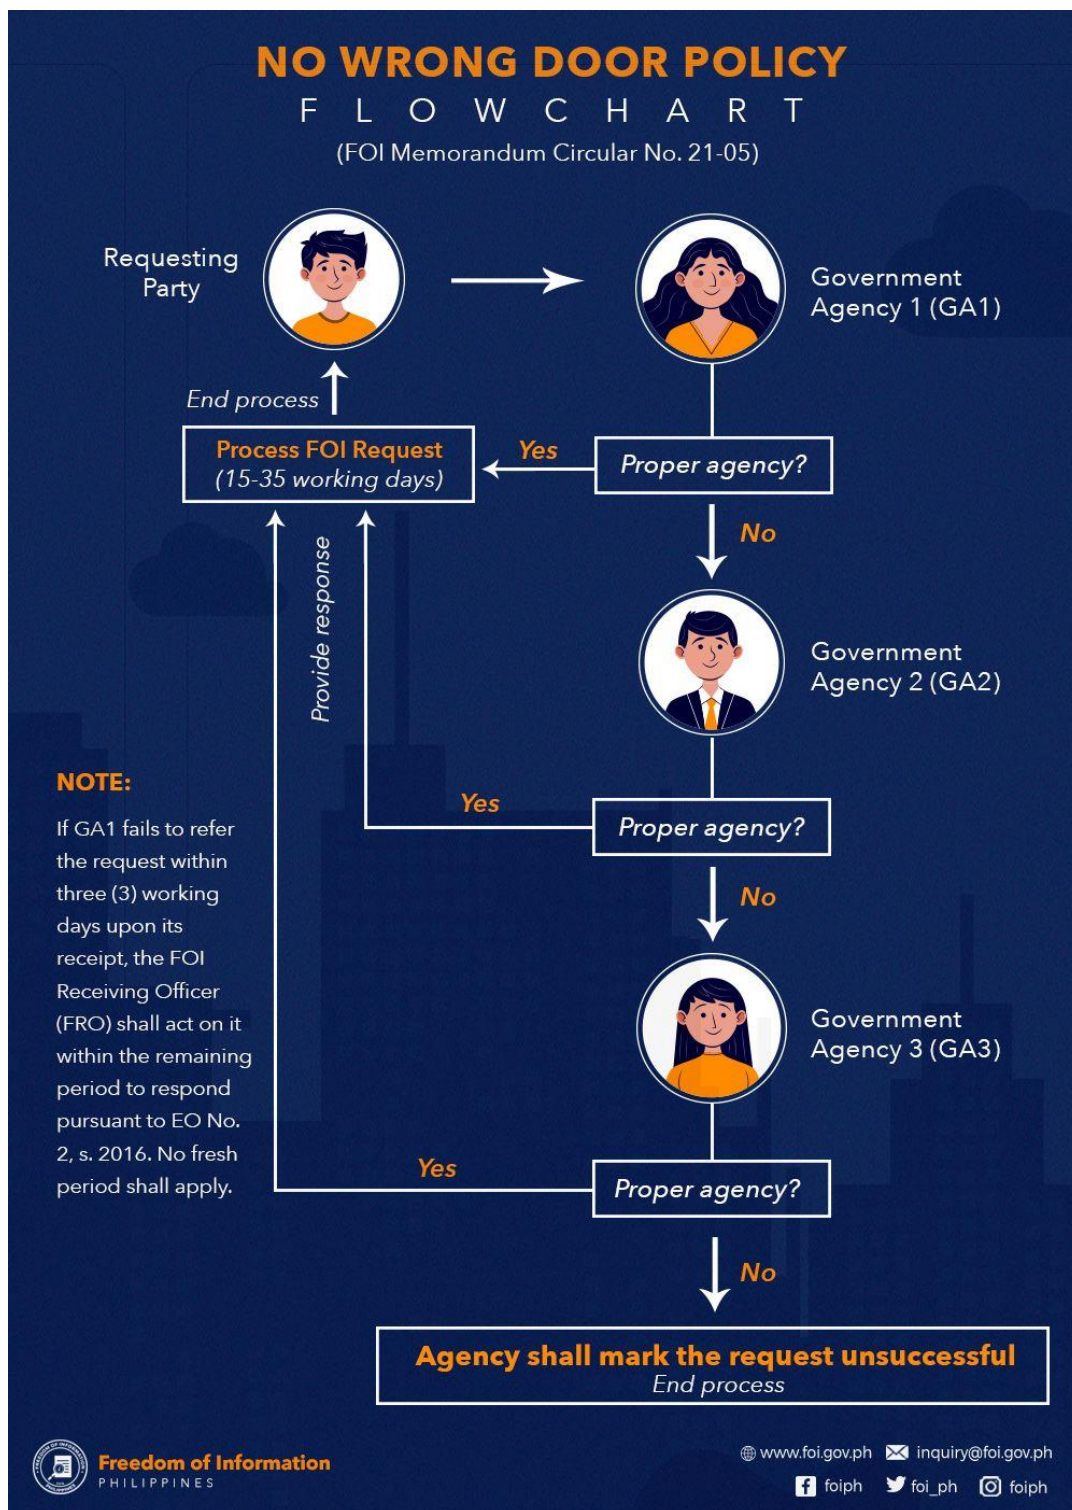 NO WRONG DOOR POLICY
FLOWCHART
(FOI Memorandum Circular No. 21-05)
Requesting
Party
Government
Agency 1 (GA1)
End process
Process FOI Request
(15-35 working days)
Yes
Proper agency?
No
Provide response
Government
Agency 2 (GA2)
Yes
Proper agency?
No
NOTE:
If GA1 fails to refer
the request within
three (3) working
days upon its
receipt, the FOI
Receiving Officer
(FRO) shall act on it
within the remaining
period to respond
pursuant to EO No.
2, s. 2016. No fresh
period shall apply.
Government
Agency 3 (GA3)
Yes
Proper agency?
No
Agency shall mark the request unsuccessful
End process
Freedom of Information
PHILIPPINES
www.foi.gov.ph inquiry@foi.gov.ph
foiph foi_ph foiph